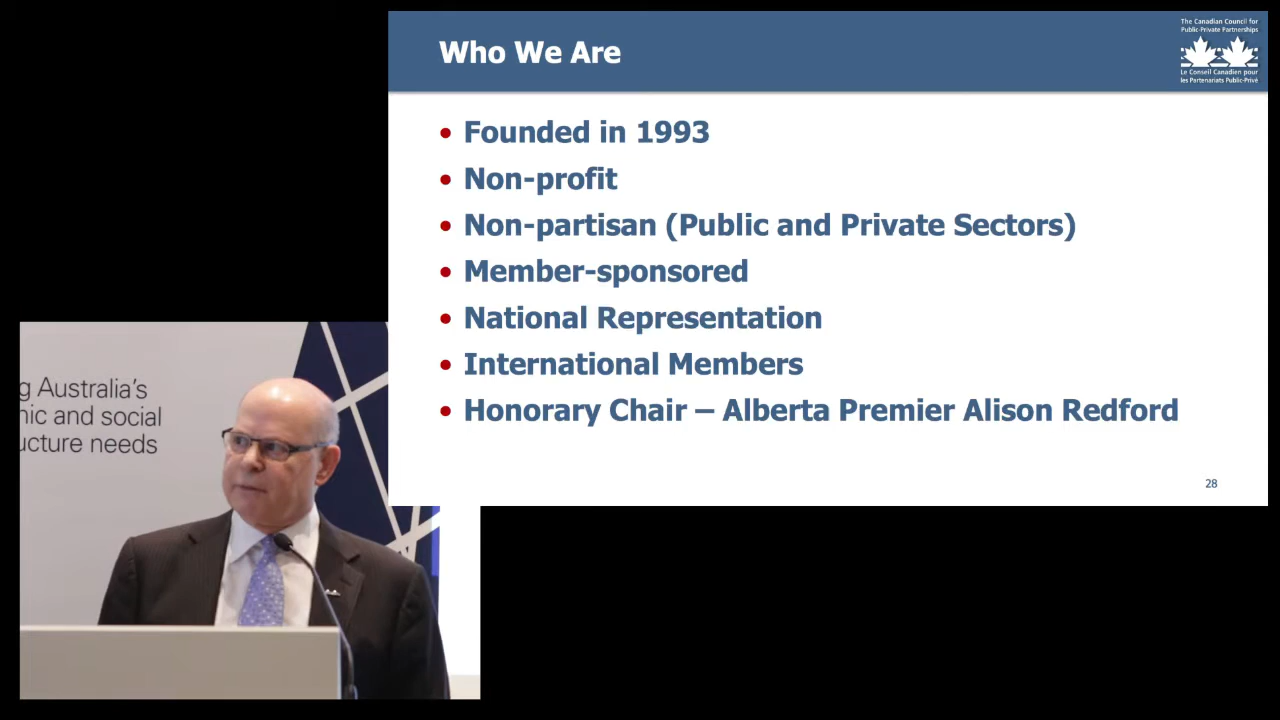 Who We Are
The Canadian Council for
Public-Private Partnerships
Le Conseil Canadien pour
les Partenariats Public-Privé
• Founded in 1993
• Non-profit
• Non-partisan (Public and Private Sectors)
• Member-sponsored
• National Representation
• International Members
• Honorary Chair – Alberta Premier Alison Redford
28
g Australia's
nic and social
ucture needs